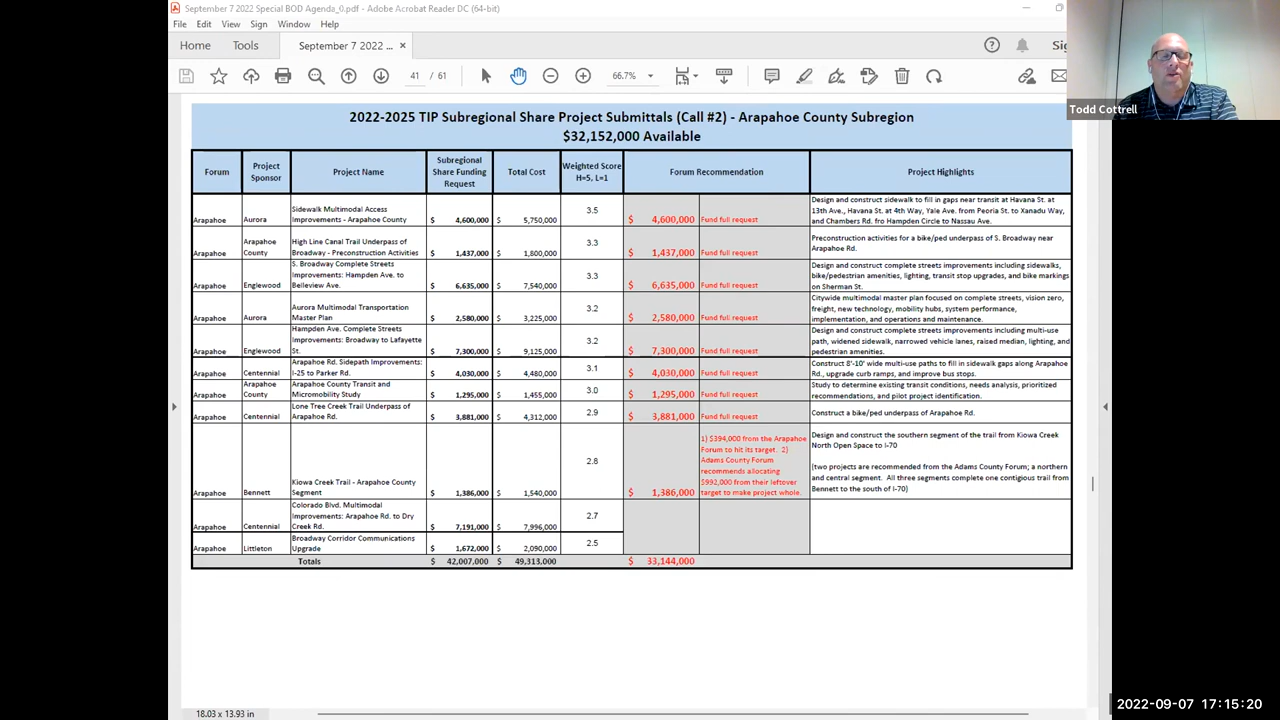 September 7 2022 Special BOD Agenda_0.pdf - Adobe Acrobat Reader DC (64-bit)
File Edit View Sign Window Help
Home Tools September 7 2022 ... ×
41 / 61 66.7%
Todd Cottrell
2022-2025 TIP Subregional Share Project Submittals (Call #2) - Arapahoe County Subregion
$32,152,000 Available
Forum
Project
Sponsor
Project Name
Subregional
Share Funding
Request
Total Cost
Weighted Score
H=5, L=1
Forum Recommendation
Project Highlights
Arapahoe
Aurora
Sidewalk Multimodal Access
Improvements - Arapahoe County
$ 4,600,000
$ 5,750,000
3.5
$ 4,600,000
Fund full request
Design and construct sidewalk to fill in gaps near transit at Havana St. at
13th Ave., Havana St. at 4th Way, Yale Ave. from Peoria St. to Xanadu Way,
and Chambers Rd. fro Hampden Circle to Nassau Ave.
Arapahoe
Arapahoe
County
High Line Canal Trail Underpass of
Broadway - Preconstruction Activities
$ 1,437,000
$ 1,800,000
3.3
$ 1,437,000
Fund full request
Preconstruction activities for a bike/ped underpass of S. Broadway near
Arapahoe Rd.
Arapahoe
Englewood
S. Broadway Complete Streets
Improvements: Hampden Ave. to
Belleview Ave.
$ 6,635,000
$ 7,540,000
3.3
$ 6,635,000
Fund full request
Design and construct complete streets improvements including sidewalks,
bike/pedestrian amenities, lighting, transit stop upgrades, and bike markings
on Sherman St.
Arapahoe
Aurora
Aurora Multimodal Transportation
Master Plan
$ 2,580,000
$ 3,225,000
3.2
$ 2,580,000
Fund full request
Citywide multimodal master plan focused on complete streets, vision zero,
freight, new technology, mobility hubs, system performance,
implementation, and operations and maintenance.
Arapahoe
Englewood
Hampden Ave. Complete Streets
Improvements: Broadway to Lafayette
St.
$ 7,300,000
$ 9,125,000
3.2
$ 7,300,000
Fund full request
Design and construct complete streets improvements including multi-use
path, widened sidewalk, narrowed vehicle lanes, raised median, lighting, and
pedestrian amenities.
Arapahoe
Centennial
Arapahoe Rd. Sidepath Improvements:
I-25 to Parker Rd.
$ 4,030,000
$ 4,480,000
3.1
$ 4,030,000
Fund full request
Construct 8'-10' wide multi-use paths to fill in sidewalk gaps along Arapahoe
Rd., upgrade curb ramps, and improve bus stops.
Arapahoe
Arapahoe
County
Arapahoe County Transit and
Micromobility Study
$ 1,295,000
$ 1,455,000
3.0
$ 1,295,000
Fund full request
Study to determine existing transit conditions, needs analysis, prioritized
recommendations, and pilot project identification.
Arapahoe
Centennial
Lone Tree Creek Trail Underpass of
Arapahoe Rd.
$ 3,881,000
$ 4,312,000
2.9
$ 3,881,000
Fund full request
Construct a bike/ped underpass of Arapahoe Rd.
Arapahoe
Bennett
Kiowa Creek Trail - Arapahoe County
Segment
$ 1,386,000
$ 1,540,000
2.8
$ 1,386,000
1) $394,000 from the Arapahoe
Forum to hit its target. 2)
Adams County Forum
recommends allocating
$992,000 from their leftover
target to make project whole.
Design and construct the southern segment of the trail from Kiowa Creek
North Open Space to I-70
(two projects are recommended from the Adams County Forum; a northern
and central segment. All three segments complete one contigious trail from
Bennett to the south of I-70)
Arapahoe
Centennial
Colorado Blvd. Multimodal
Improvements: Arapahoe Rd. to Dry
Creek Rd.
$ 7,191,000
$ 7,996,000
2.7
Arapahoe
Littleton
Broadway Corridor Communications
Upgrade
$ 1,672,000
$ 2,090,000
2.5
Totals
$ 42,007,000
$ 49,313,000
$ 33,144,000
18.03 x 13.93 in
2022-09-07 17:15:20